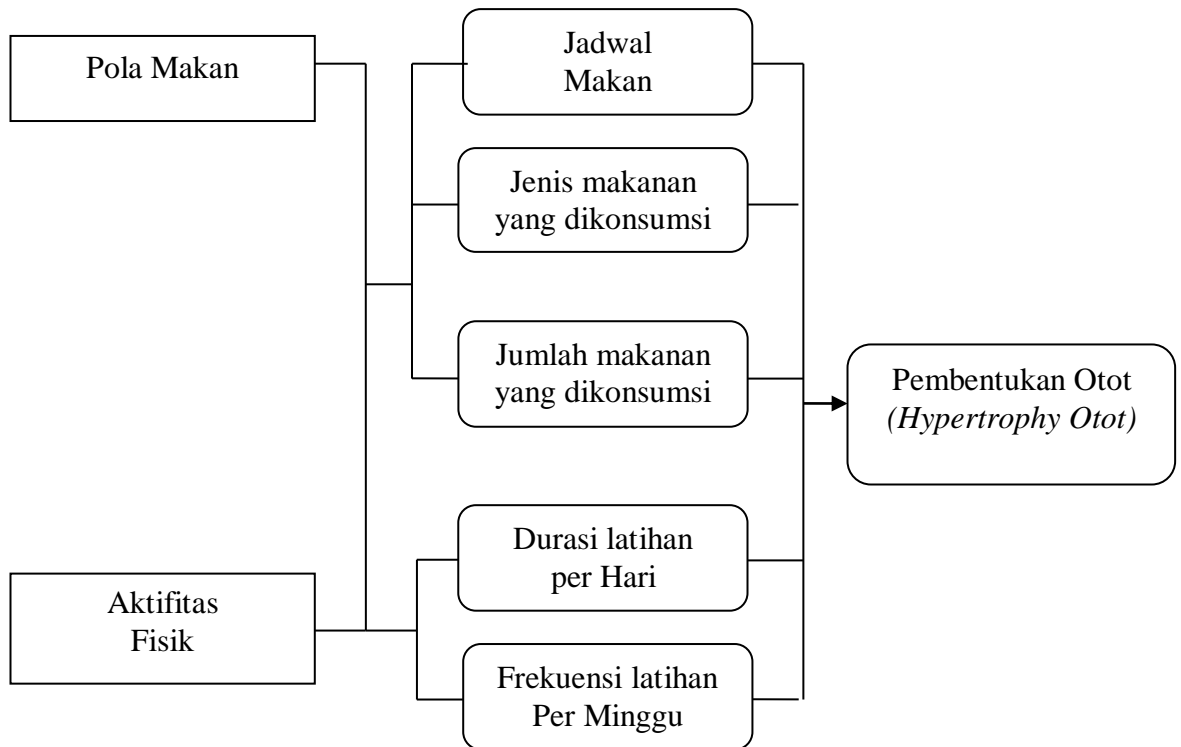 Pola Makan
Aktifitas
Fisik
Jadwal
Makan
Jenis makanan
yang dikonsumsi
Jumlah makanan
yang dikonsumsi
Durasi latihan
per Hari
Frekuensi latihan
Per Minggu
Pembentukan Otot
(Hypertrophy Otot)